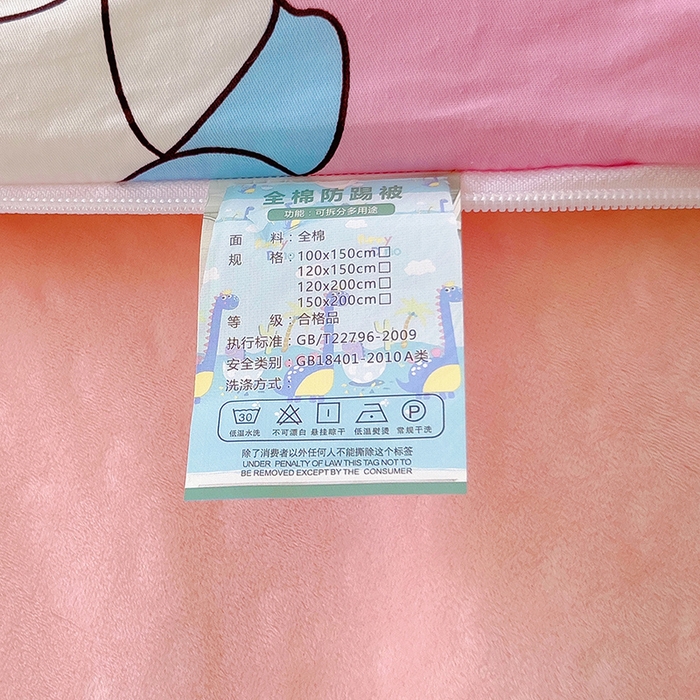 全棉防踢被
功能：可拆分多用途
面 料：全棉
规 格：100x150cm□
120x150cm□
120x200cm□
150x200cm□
等 级：合格品
执行标准：GB/T22796-2009
安全类别：GB18401-2010A类
洗涤方式：
30 P
低温水洗 不可漂白 悬挂晾干 低温熨烫 常规干洗
除了消费者以外任何人不能撕除这个标签
UNDER PENALTY OF LAW THIS TAG NOT TO
BE REMOVED EXCEPT BY THE CONSUMER